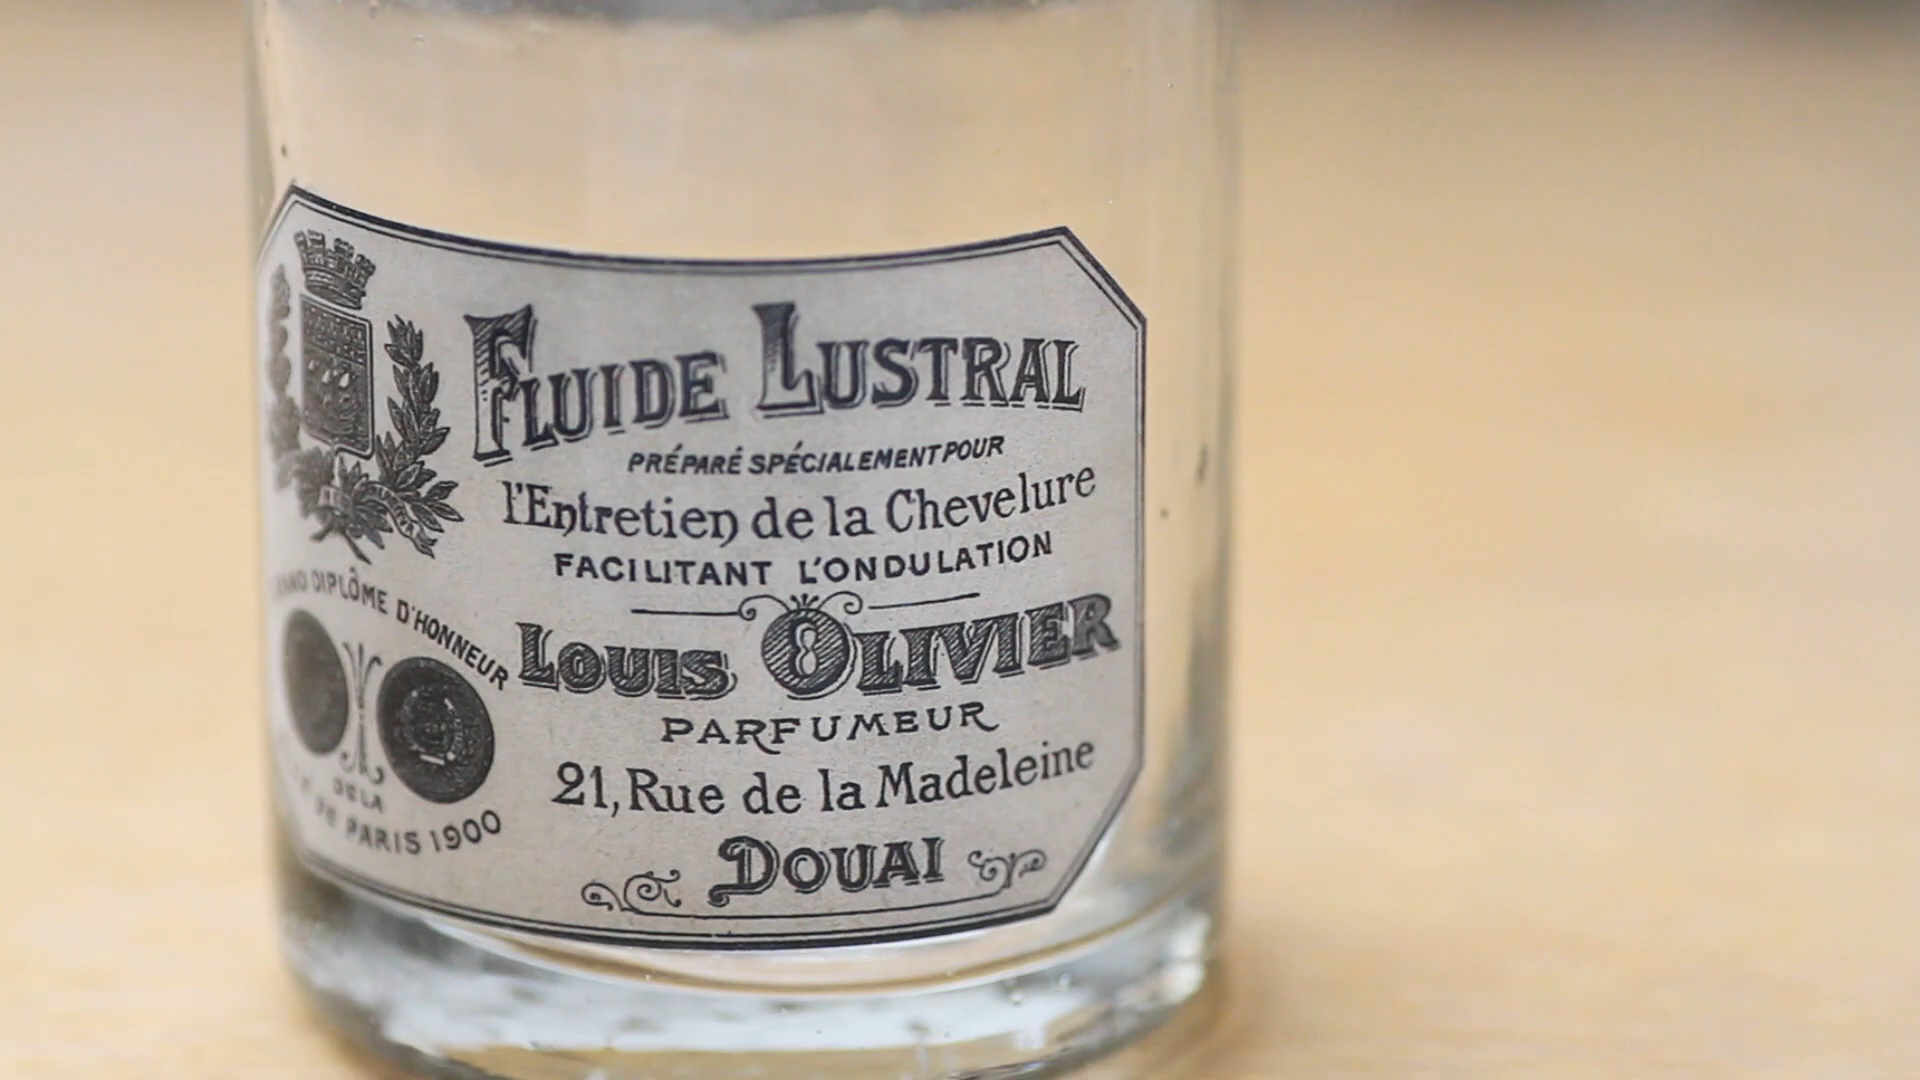 FLUIDE LUSTRAL
PRÉPARÉ SPÉCIALEMENT POUR
l'Entretien de la Chevelure
FACILITANT L'ONDULATION
LOUIS OLIVIER
PARFUMEUR
21, Rue de la Madeleine
DOUAI
DIPLÔME D'HONNEUR
DE LA
de PARIS 1900